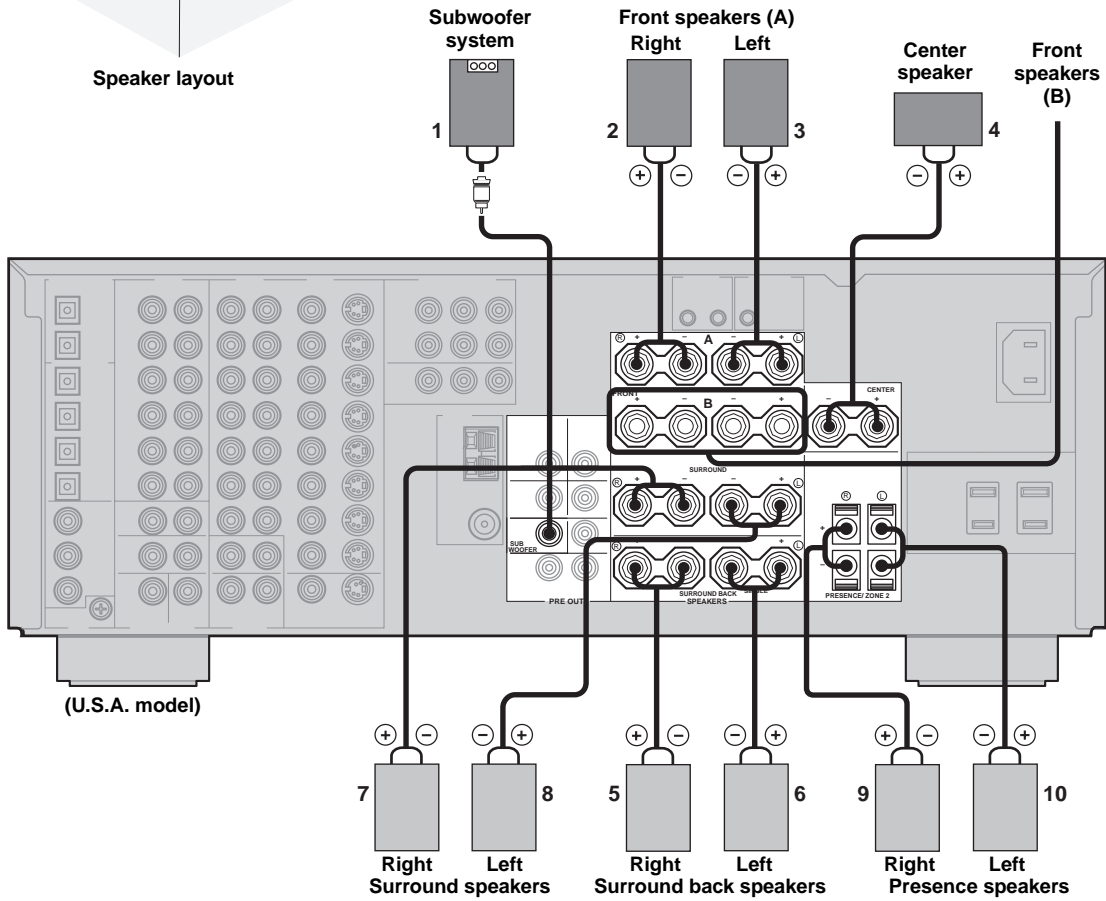 Speaker layout
Subwoofer
system
Front speakers (A)
Right
Left
Center
speaker
Front
speakers
(B)
1
2
3
4
+ −
− +
− +
R + − A − + L
FRONT
+ − B − +
CENTER
− +
SURROUND
R + − − + L
SUB
WOOFER
R + − − + L
SURROUND BACK
SINGLE
SPEAKERS
PRE OUT
R L
+
−
PRESENCE/ ZONE 2
(U.S.A. model)
+ −
− +
+ −
− +
+ −
− +
7
8
5
6
9
10
Right
Left
Surround speakers
Right
Left
Surround back speakers
Right
Left
Presence speakers